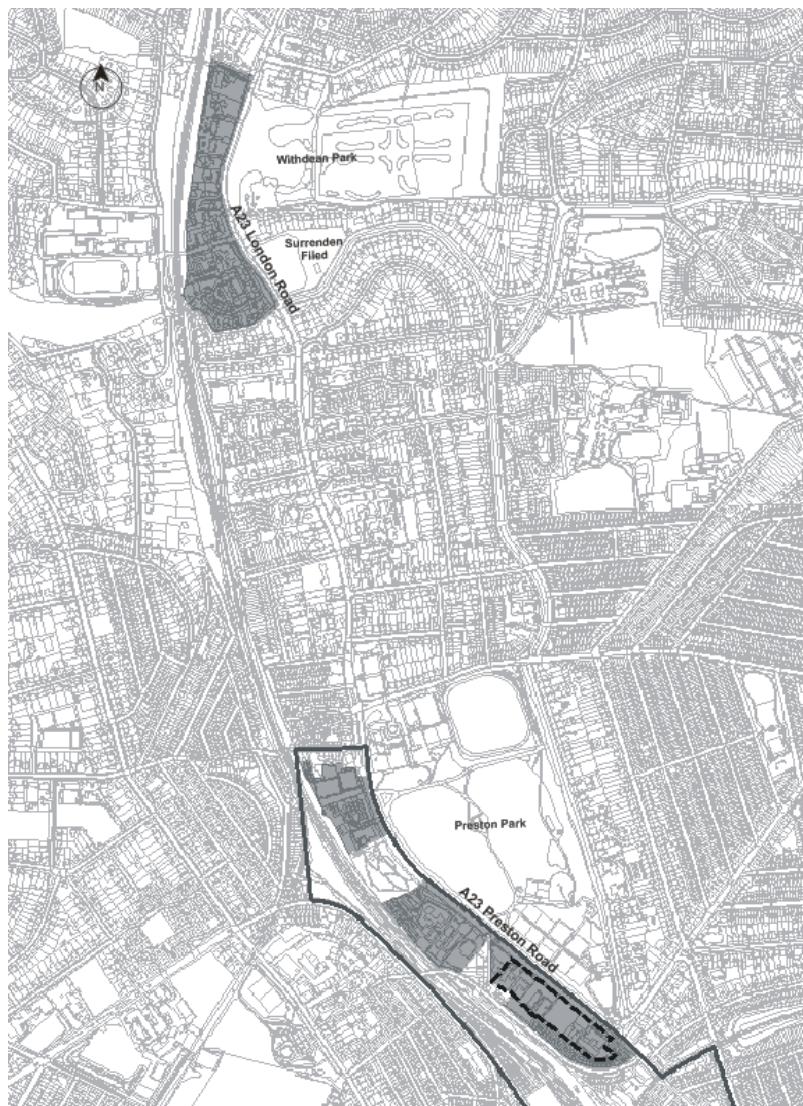 N
Withdean Park
A23 London Road
Surrenden
Filed
Preston Park
A23 Preston Road